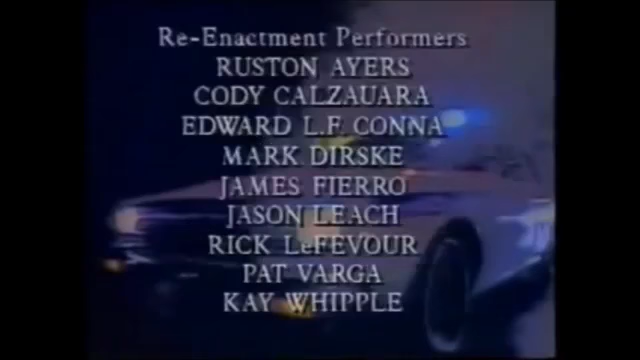 Re-Enactment Performers
RUSTON AYERS
CODY CALZAUARA
EDWARD L.F. CONNA
MARK DIRSKE
JAMES FIERRO
JASON LEACH
RICK LeFEVOUR
PAT VARGA
KAY WHIPPLE